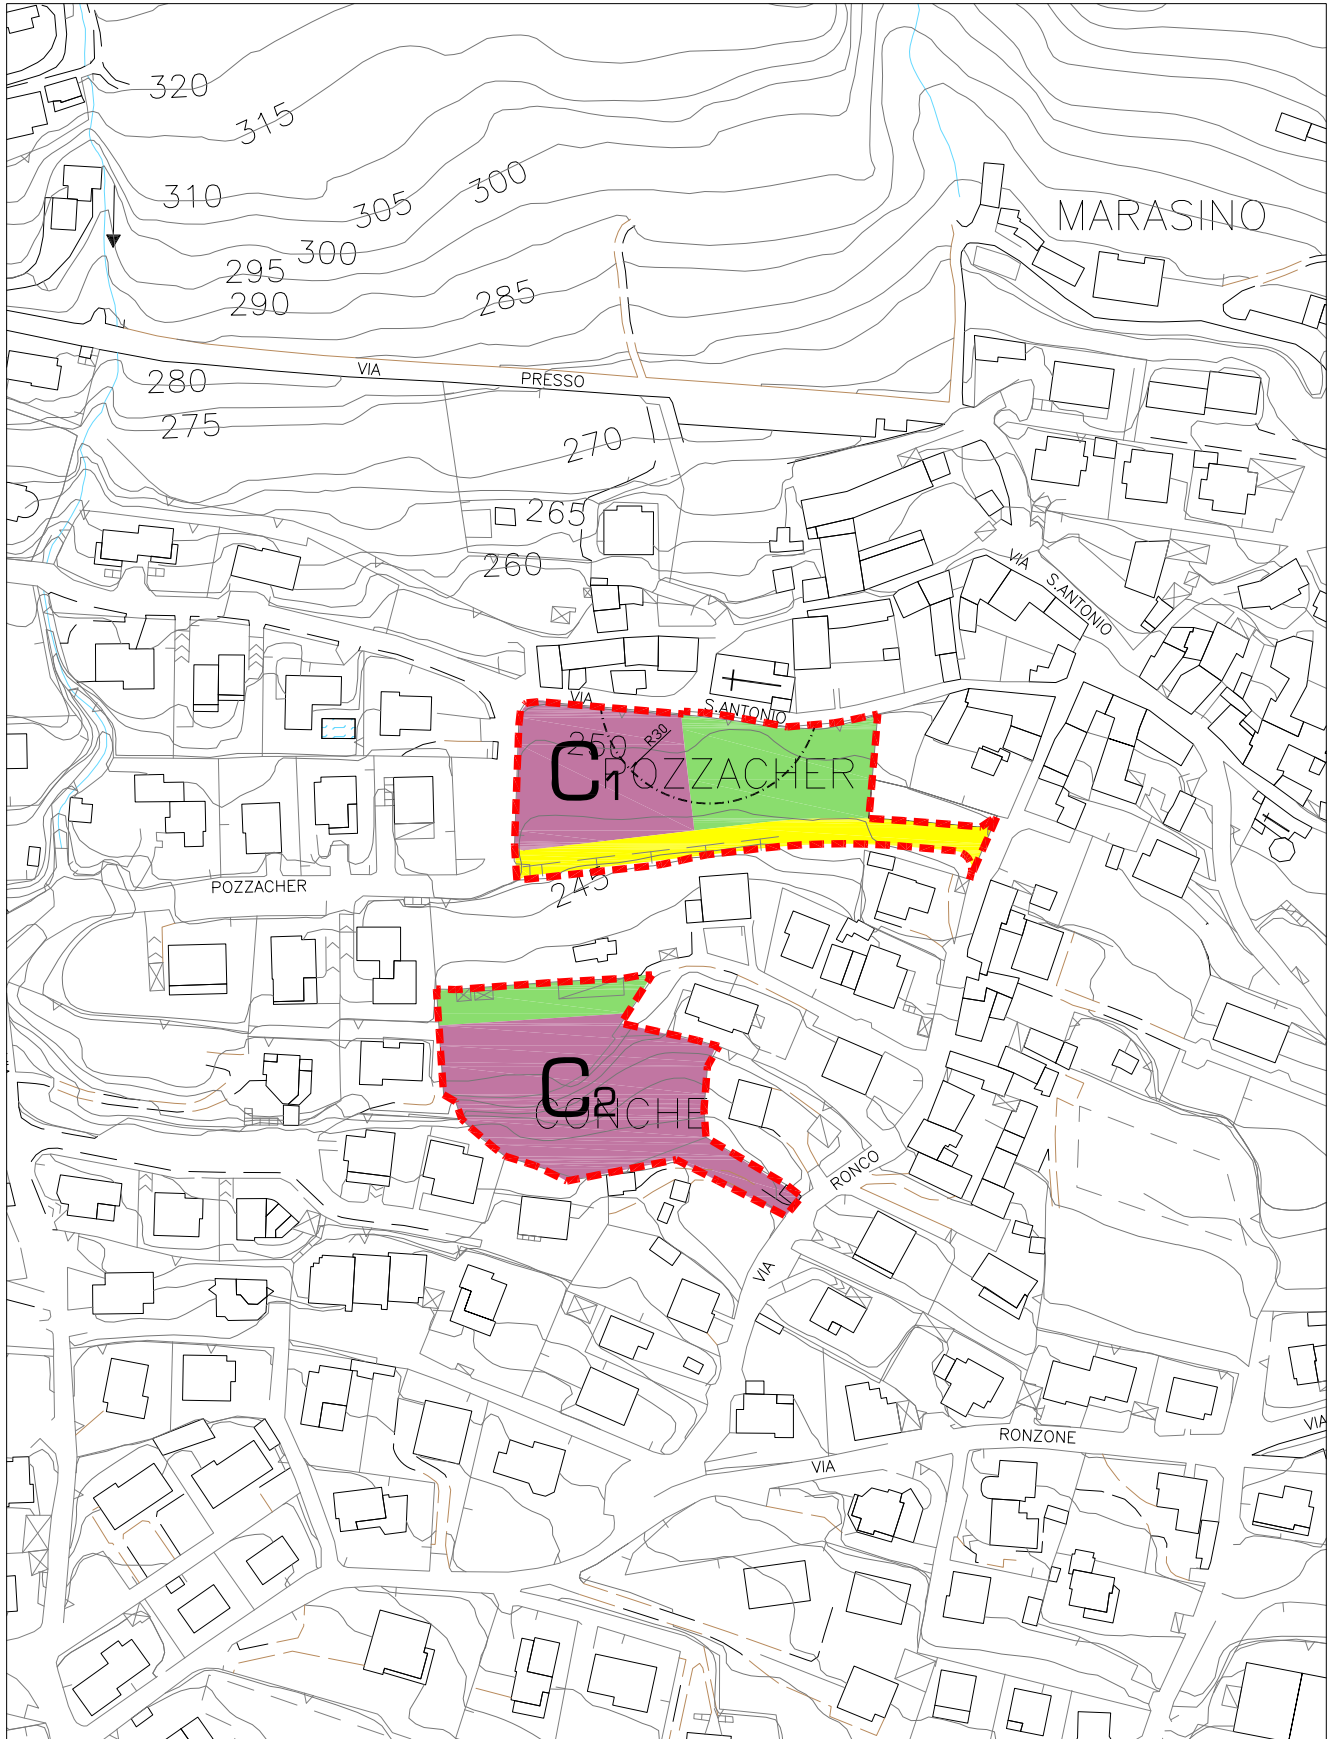 320
315
310
305
300
MARASINO
300
295
290
285
VIA
PRESSO
280
275
270
265
260
VIA
S.ANTONIO
VIA
S.ANTONIO
R30
250
C1
POZZACHER
245
POZZACHER
C2
CONCHE
RONCO
VIA
RONZONE
VIA
VIA